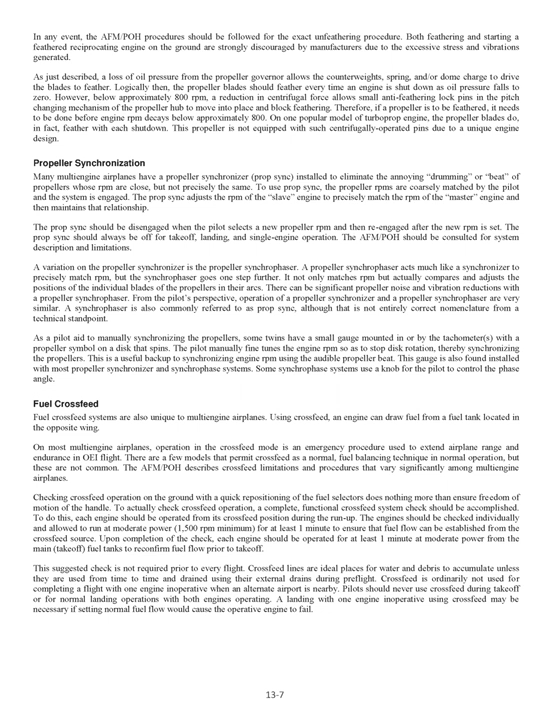 In any event, the AFM/POH procedures should be followed for the exact unfeathering procedure. Both feathering and starting a
feathered reciprocating engine on the ground are strongly discouraged by manufacturers due to the excessive stress and vibrations
generated.
As just described, a loss of oil pressure from the propeller governor allows the counterweights, spring, and/or dome charge to drive
the blades to feather. Logically then, the propeller blades should feather every time an engine is shut down as oil pressure falls to
zero. However, below approximately 800 rpm, a reduction in centrifugal force allows small anti-feathering lock pins in the pitch
changing mechanism of the propeller hub to move into place and block feathering. Therefore, if a propeller is to be feathered, it needs
to be done before engine rpm decays below approximately 800. On one popular model of turboprop engine, the propeller blades do,
in fact, feather with each shutdown. This propeller is not equipped with such centrifugally-operated pins due to a unique engine
design.
Propeller Synchronization
Many multiengine airplanes have a propeller synchronizer (prop sync) installed to eliminate the annoying “drumming” or “beat” of
propellers whose rpm are close, but not precisely the same. To use prop sync, the propeller rpms are coarsely matched by the pilot
and the system is engaged. The prop sync adjusts the rpm of the “slave” engine to precisely match the rpm of the “master” engine and
then maintains that relationship.
The prop sync should be disengaged when the pilot selects a new propeller rpm and then re-engaged after the new rpm is set. The
prop sync should always be off for takeoff, landing, and single-engine operation. The AFM/POH should be consulted for system
description and limitations.
A variation on the propeller synchronizer is the propeller synchrophaser. A propeller synchrophaser acts much like a synchronizer to
precisely match rpm, but the synchrophaser goes one step further. It not only matches rpm but actually compares and adjusts the
positions of the individual blades of the propellers in their arcs. There can be significant propeller noise and vibration reductions with
a propeller synchrophaser. From the pilot’s perspective, operation of a propeller synchronizer and a propeller synchrophaser are very
similar. A synchrophaser is also commonly referred to as prop sync, although that is not entirely correct nomenclature from a
technical standpoint.
As a pilot aid to manually synchronizing the propellers, some twins have a small gauge mounted in or by the tachometer(s) with a
propeller symbol on a disk that spins. The pilot manually fine tunes the engine rpm so as to stop disk rotation, thereby synchronizing
the propellers. This is a useful backup to synchronizing engine rpm using the audible propeller beat. This gauge is also found installed
with most propeller synchronizer and synchrophase systems. Some synchrophase systems use a knob for the pilot to control the phase
angle.
Fuel Crossfeed
Fuel crossfeed systems are also unique to multiengine airplanes. Using crossfeed, an engine can draw fuel from a fuel tank located in
the opposite wing.
On most multiengine airplanes, operation in the crossfeed mode is an emergency procedure used to extend airplane range and
endurance in OEI flight. There are a few models that permit crossfeed as a normal, fuel balancing technique in normal operation, but
these are not common. The AFM/POH describes crossfeed limitations and procedures that vary significantly among multiengine
airplanes.
Checking crossfeed operation on the ground with a quick repositioning of the fuel selectors does nothing more than ensure freedom of
motion of the handle. To actually check crossfeed operation, a complete, functional crossfeed system check should be accomplished.
To do this, each engine should be operated from its crossfeed position during the run-up. The engines should be checked individually
and allowed to run at moderate power (1,500 rpm minimum) for at least 1 minute to ensure that fuel flow can be established from the
crossfeed source. Upon completion of the check, each engine should be operated for at least 1 minute at moderate power from the
main (takeoff) fuel tanks to reconfirm fuel flow prior to takeoff.
This suggested check is not required prior to every flight. Crossfeed lines are ideal places for water and debris to accumulate unless
they are used from time to time and drained using their external drains during preflight. Crossfeed is ordinarily not used for
completing a flight with one engine inoperative when an alternate airport is nearby. Pilots should never use crossfeed during takeoff
or for normal landing operations with both engines operating. A landing with one engine inoperative using crossfeed may be
necessary if setting normal fuel flow would cause the operative engine to fail.
13-7